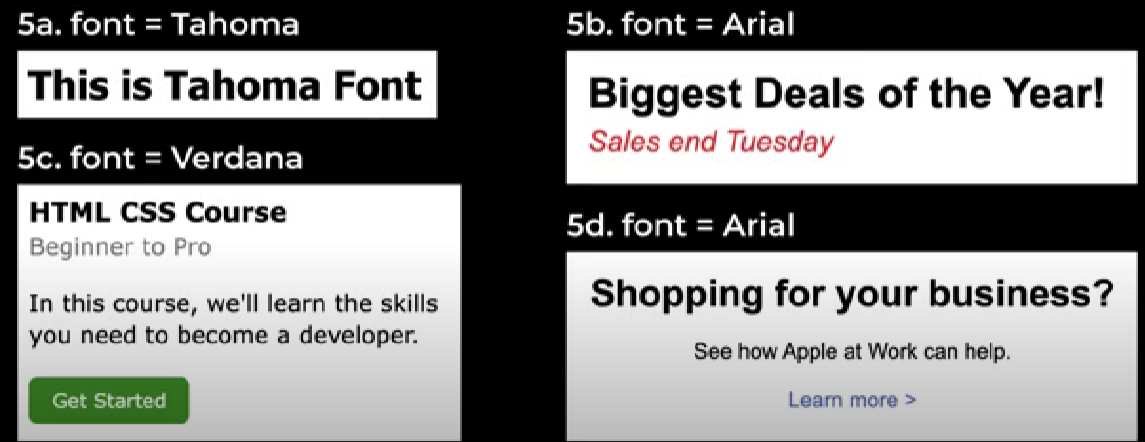 5a. font = Tahoma
This is Tahoma Font
5b. font = Arial
Biggest Deals of the Year!
Sales end Tuesday
5c. font = Verdana
HTML CSS Course
Beginner to Pro
In this course, we'll learn the skills
you need to become a developer.
Get Started
5d. font = Arial
Shopping for your business?
See how Apple at Work can help.
Learn more >